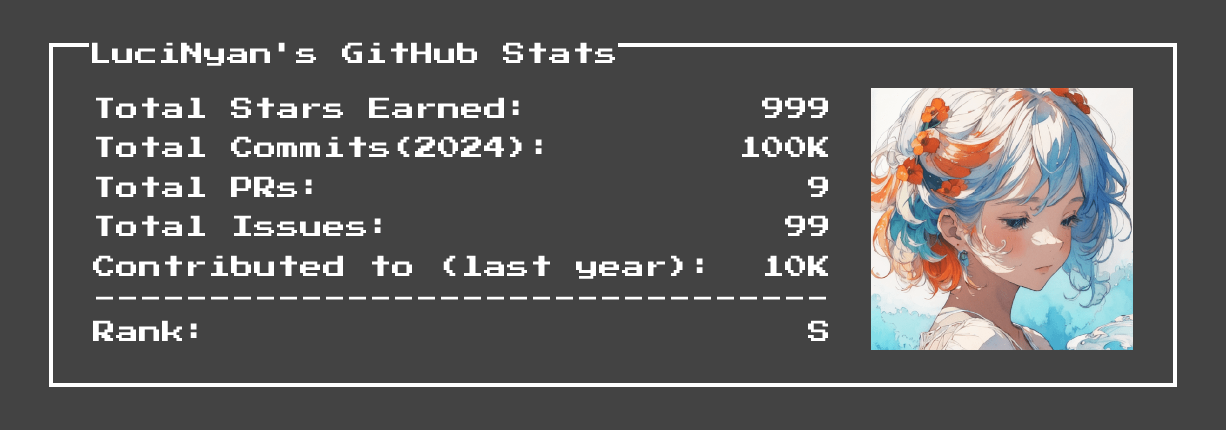 LuciNyan's GitHub Stats
Total Stars Earned: 999
Total Commits(2024): 100K
Total PRs: 9
Total Issues: 99
Contributed to (last year): 10K
Rank: S